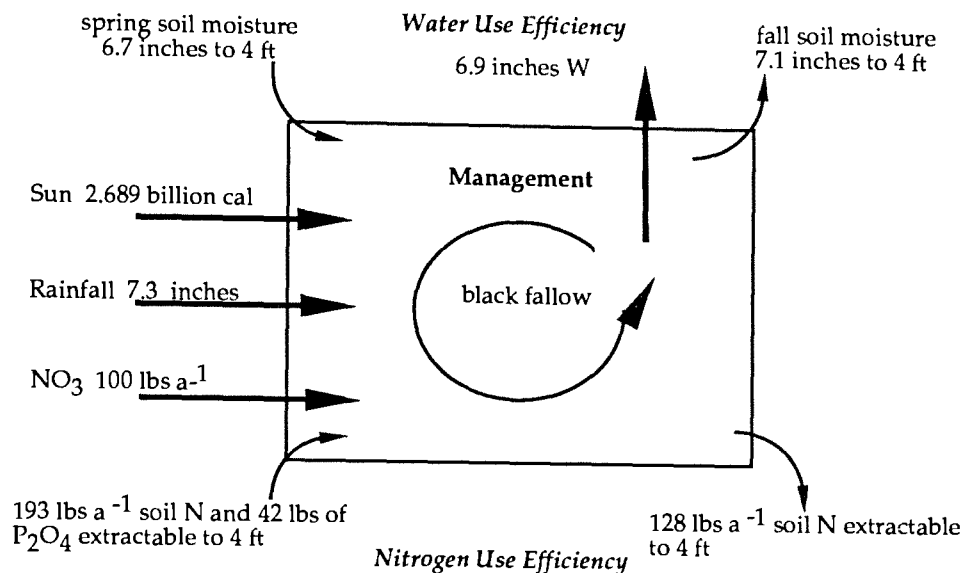 spring soil moisture
6.7 inches to 4 ft
Water Use Efficiency
6.9 inches W
fall soil moisture
7.1 inches to 4 ft
Management
Sun 2.689 billion cal
Rainfall 7.3 inches
black fallow
NO₃ 100 lbs a-¹
193 lbs a ⁻¹ soil N and 42 lbs of
P₂O₄ extractable to 4 ft
128 lbs a ⁻¹ soil N extractable
to 4 ft
Nitrogen Use Efficiency